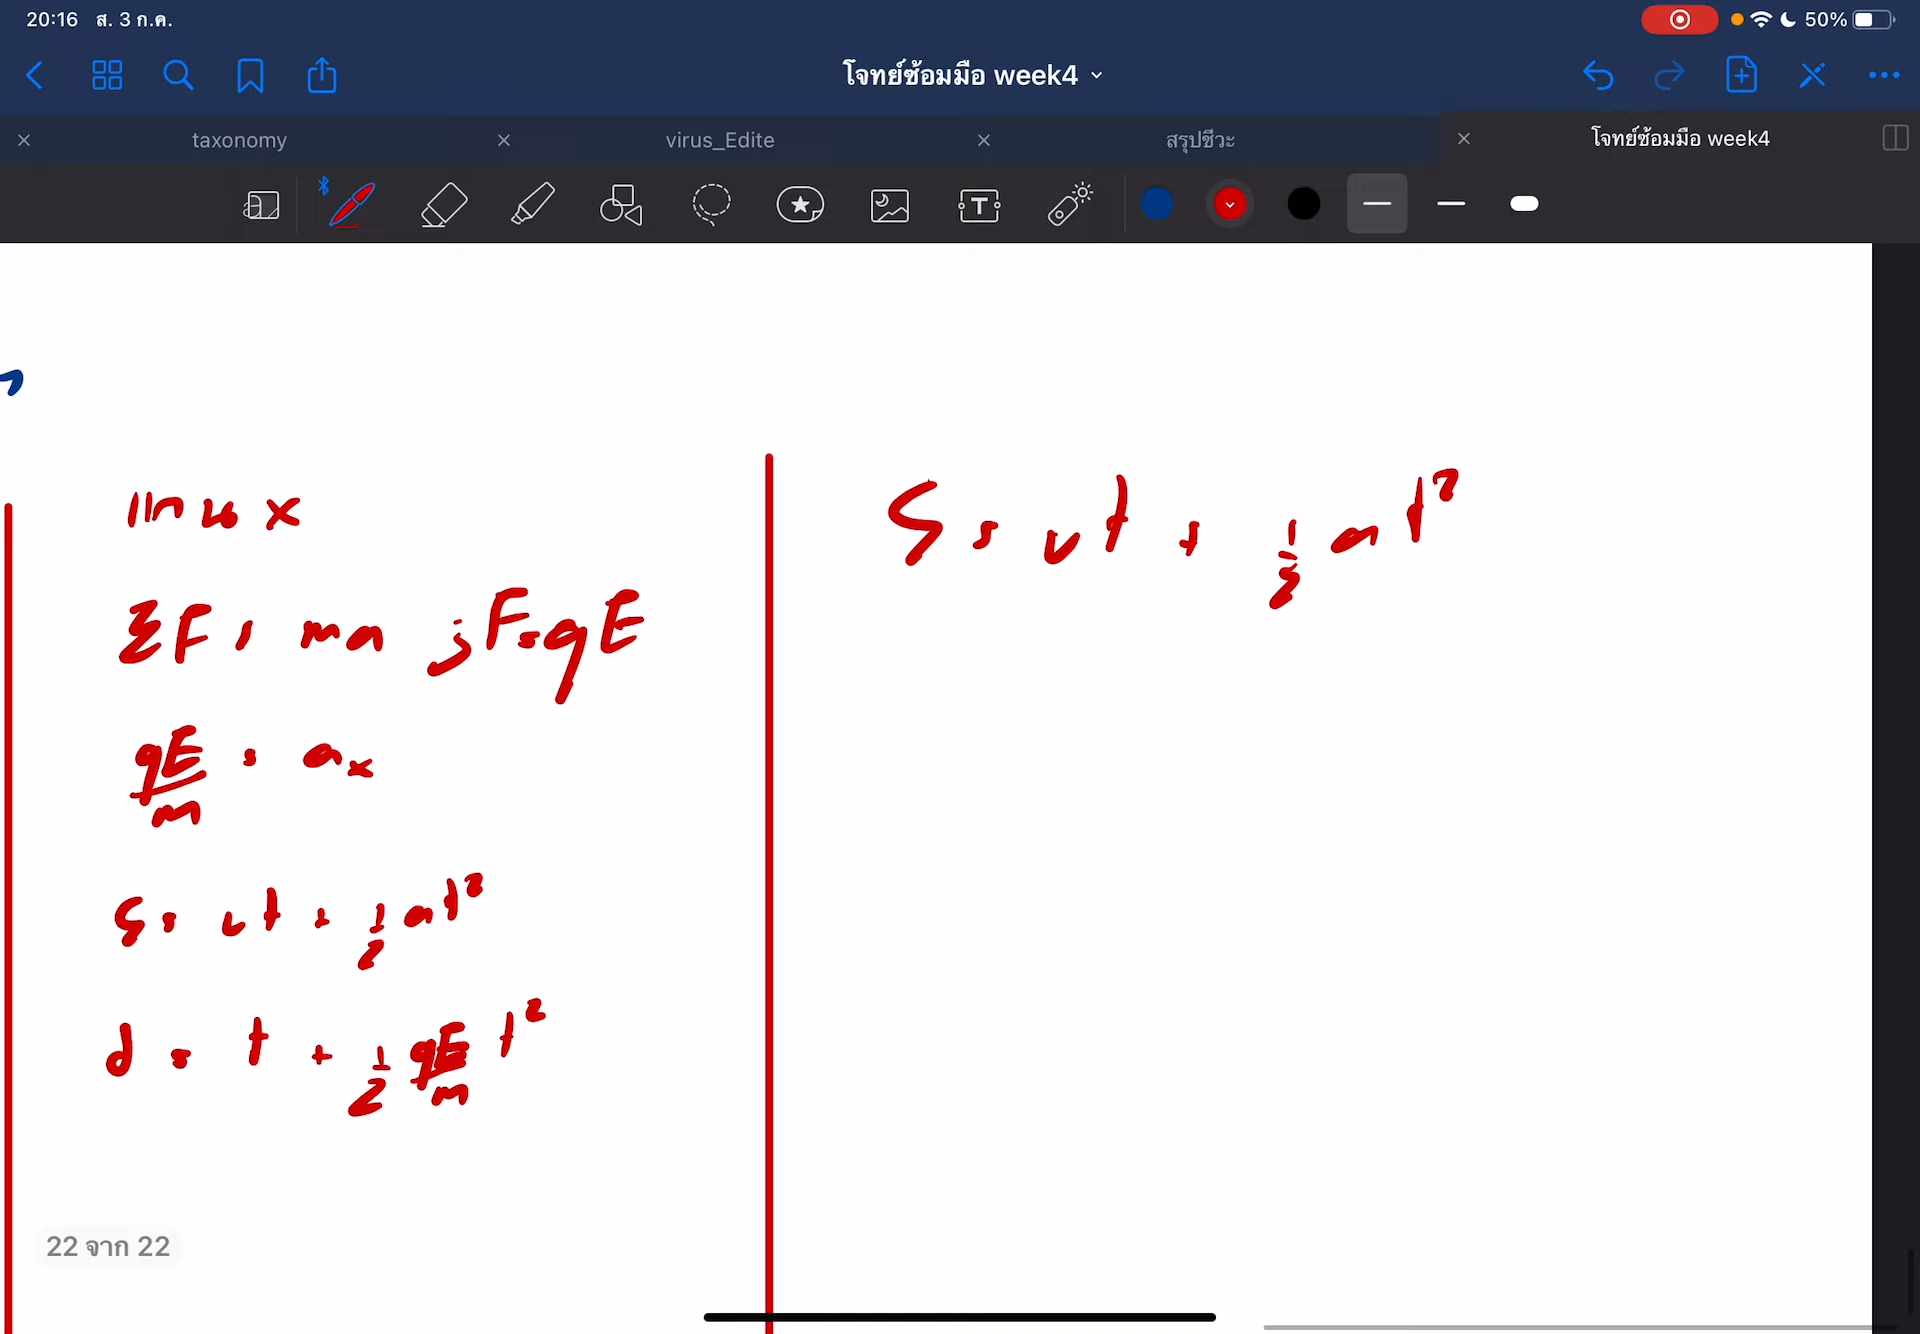 20:16 ส. 3 ก.ค. 50%
โจทย์ซ้อมมือ week4
taxonomy virus_Edite สรุปชีวะ โจทย์ซ้อมมือ week4
แกน x
ΣF = ma ; F = qE
qE/m = ax
S = ut + 1/2 at²
d = t + 1/2 qE/m t²
S = ut + 1/2 at²
22 จาก 22